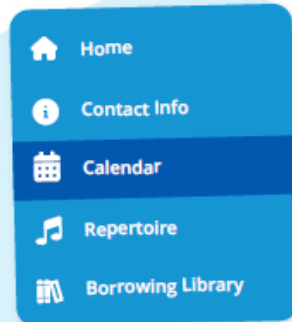 Home
Contact Info
Calendar
Repertoire
Borrowing Library